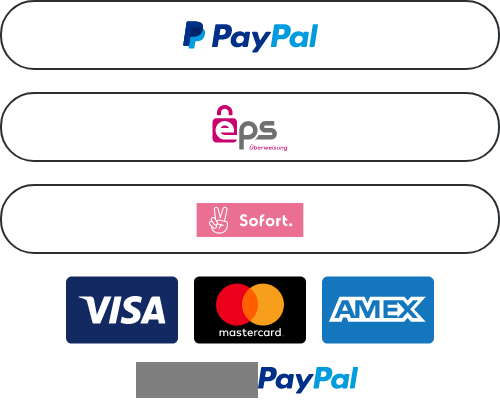 PayPal
eps
Überweisung
Sofort.
VISA mastercard. AMEX
PayPal